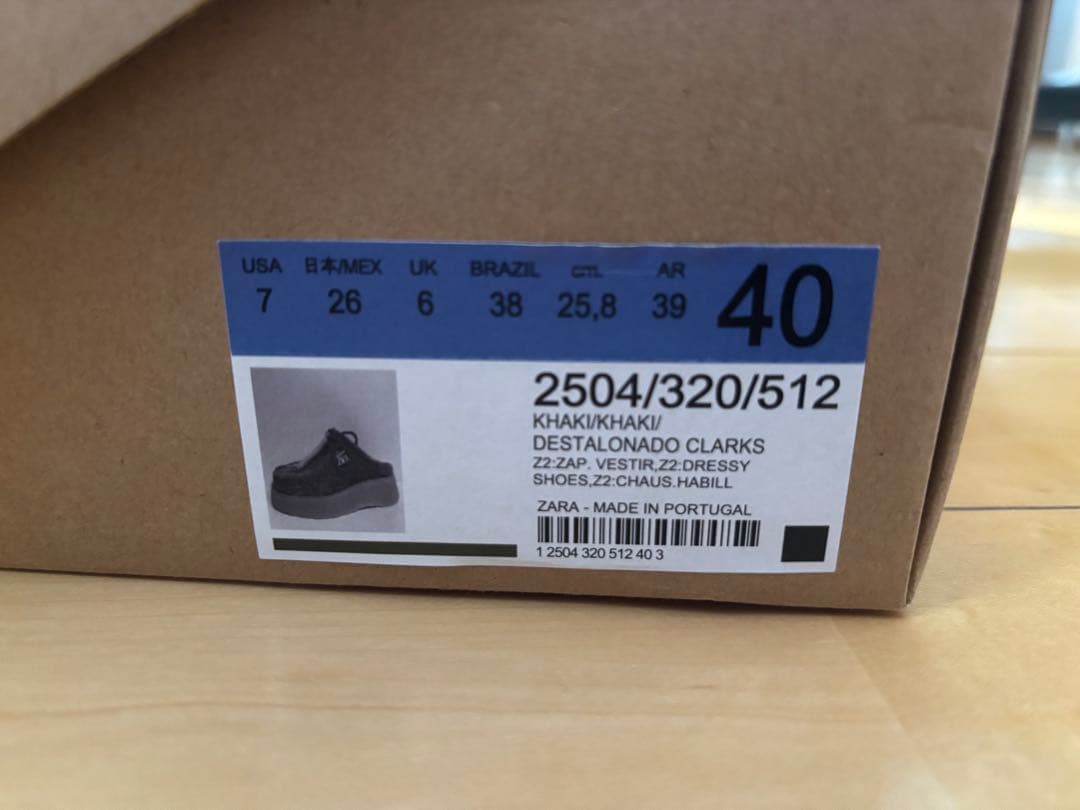 USA 日本/MEX UK BRAZIL CTL AR
7 26 6 38 25,8 39 40
2504/320/512
KHAKI/KHAKI/
DESTALONADO CLARKS
Z2:ZAP. VESTIR,Z2:DRESSY
SHOES,Z2:CHAUS.HABILL
ZARA - MADE IN PORTUGAL
1 2504 320 512 40 3